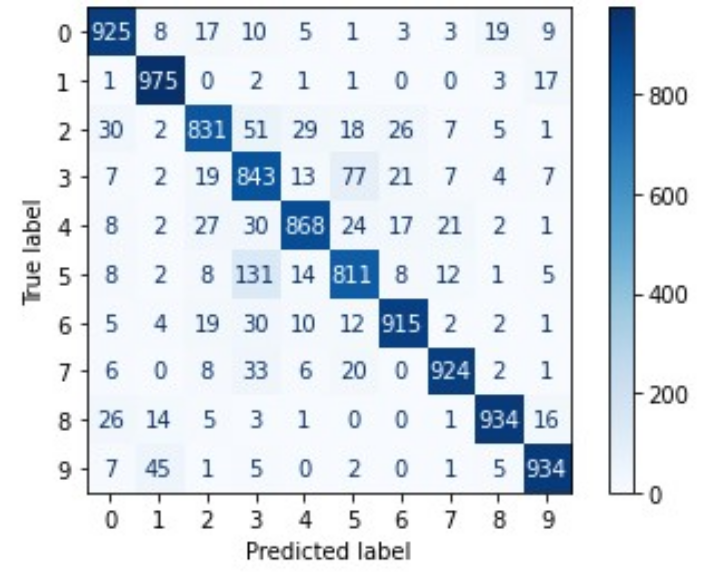 0 925 8 17 10 5 1 3 3 19 9
1 1 975 0 2 1 1 0 0 3 17
2 30 2 831 51 29 18 26 7 5 1
3 7 2 19 843 13 77 21 7 4 7
4 8 2 27 30 868 24 17 21 2 1
5 8 2 8 131 14 811 8 12 1 5
6 5 4 19 30 10 12 915 2 2 1
7 6 0 8 33 6 20 0 924 2 1
8 26 14 5 3 1 0 0 1 934 16
9 7 45 1 5 0 2 0 1 5 934
0 1 2 3 4 5 6 7 8 9
Predicted label
True label
800
600
400
200
0